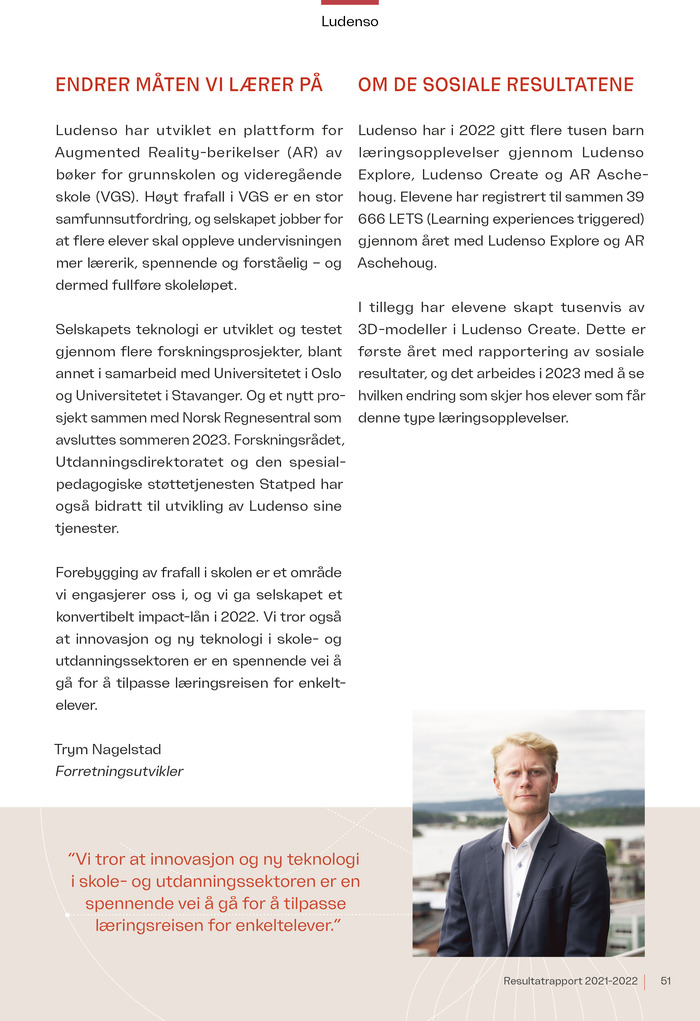 Ludenso
ENDRER MÅTEN VI LÆRER PÅ
Ludenso har utviklet en plattform for
Augmented Reality-berikelser (AR) av
bøker for grunnskolen og videregående
skole (VGS). Høyt frafall i VGS er en stor
samfunnsutfordring, og selskapet jobber for
at flere elever skal oppleve undervisningen
mer lærerik, spennende og forståelig – og
dermed fullføre skoleløpet.
Selskapets teknologi er utviklet og testet
gjennom flere forskningsprosjekter, blant
annet i samarbeid med Universitetet i Oslo
og Universitetet i Stavanger. Og et nytt pro-
sjekt sammen med Norsk Regnesentral som
avsluttes sommeren 2023. Forskningsrådet,
Utdanningsdirektoratet og den spesial-
pedagogiske støttetjenesten Statped har
også bidratt til utvikling av Ludenso sine
tjenester.
Forebygging av frafall i skolen er et område
vi engasjerer oss i, og vi ga selskapet et
konvertibelt impact-lån i 2022. Vi tror også
at innovasjon og ny teknologi i skole- og
utdanningssektoren er en spennende vei å
gå for å tilpasse læringsreisen for enkelt-
elever.
Trym Nagelstad
Forretningsutvikler
OM DE SOSIALE RESULTATENE
Ludenso har i 2022 gitt flere tusen barn
læringsopplevelser gjennom Ludenso
Explore, Ludenso Create og AR Asche-
houg. Elevene har registrert til sammen 39
666 LETS (Learning experiences triggered)
gjennom året med Ludenso Explore og AR
Aschehoug.
I tillegg har elevene skapt tusenvis av
3D-modeller i Ludenso Create. Dette er
første året med rapportering av sosiale
resultater, og det arbeides i 2023 med å se
hvilken endring som skjer hos elever som får
denne type læringsopplevelser.
"Vi tror at innovasjon og ny teknologi
i skole- og utdanningssektoren er en
spennende vei å gå for å tilpasse
læringsreisen for enkeltelever."
Resultatrapport 2021-2022 | 51